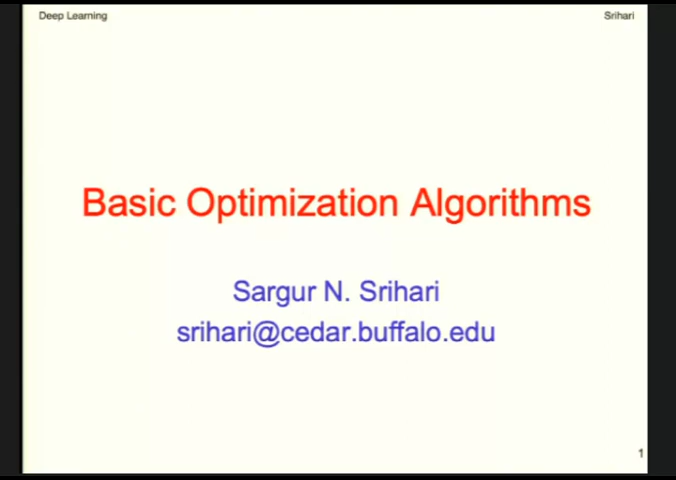 Deep Learning
Srihari
Basic Optimization Algorithms
Sargur N. Srihari
srihari@cedar.buffalo.edu
1